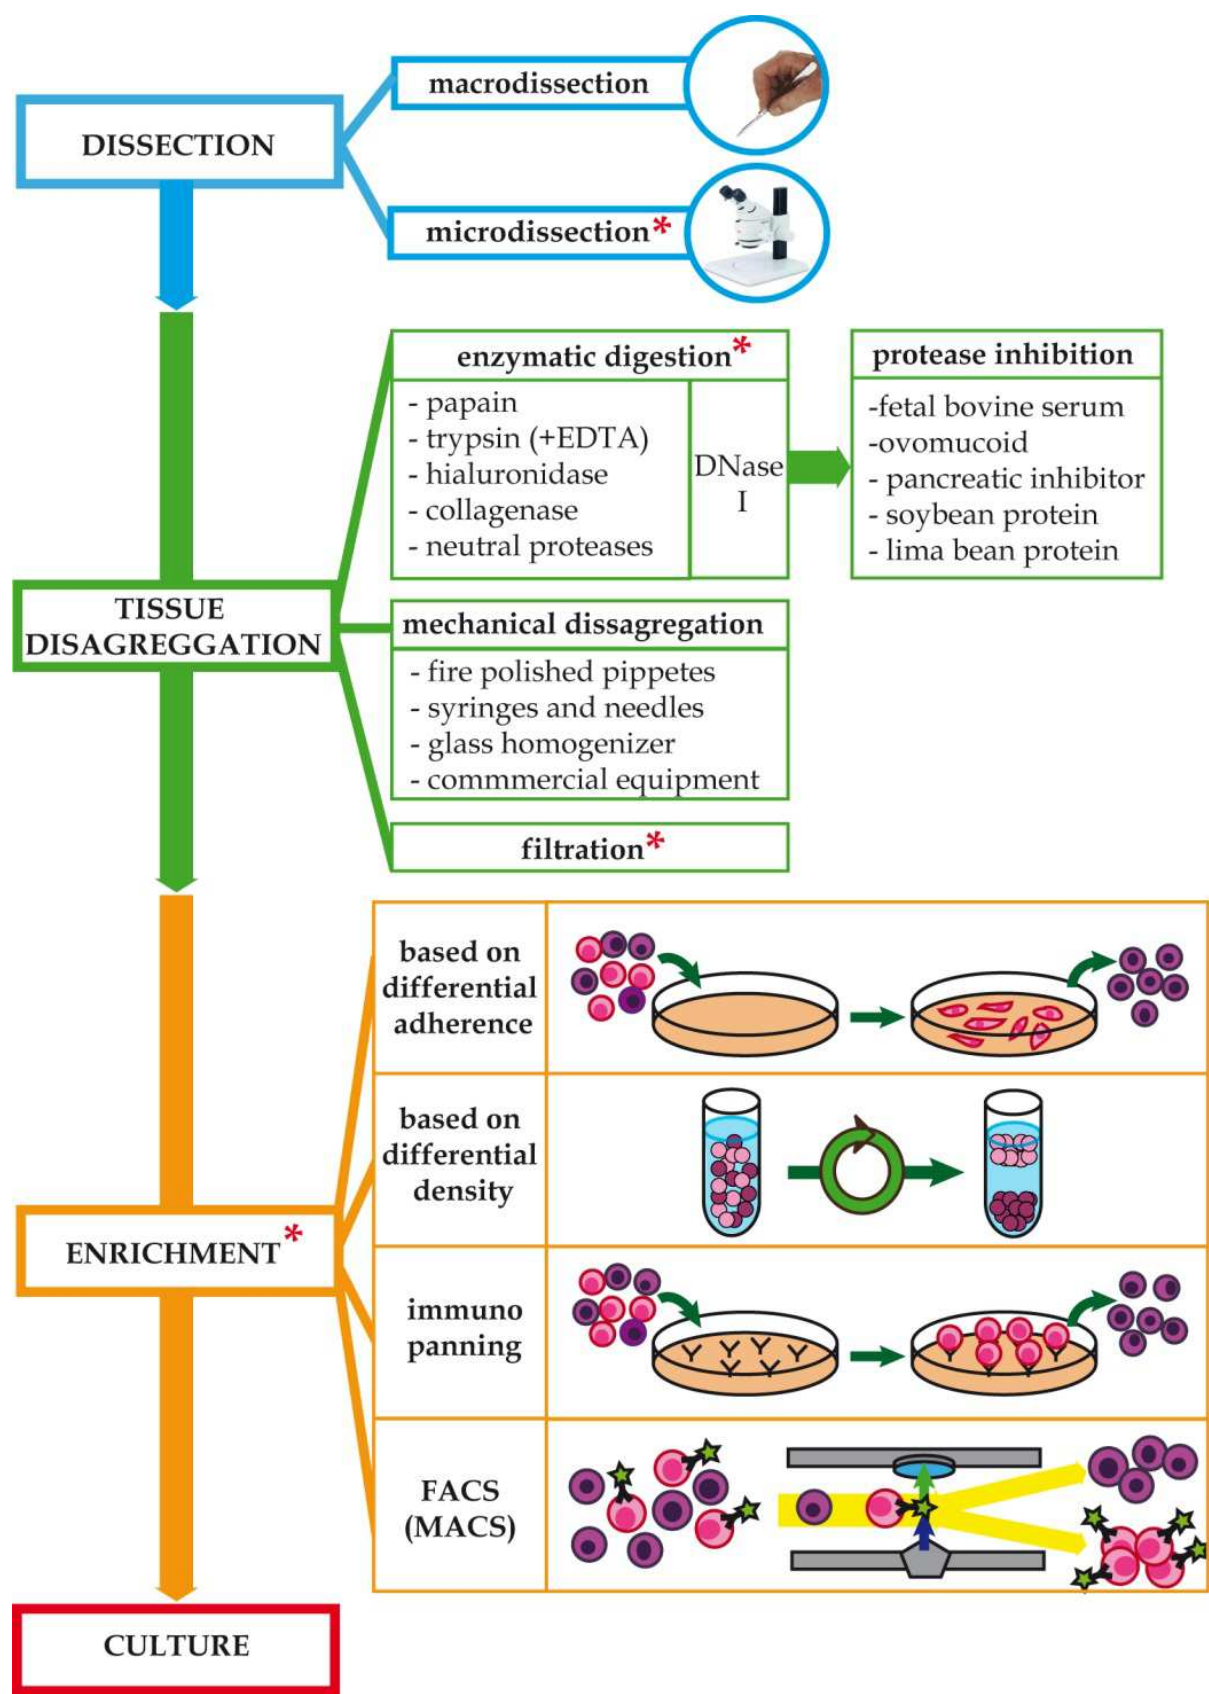 macrodissection
DISSECTION
microdissection*
enzymatic digestion*
- papain
- trypsin (+EDTA)
- hialuronidase
- collagenase
- neutral proteases
DNase
I
protease inhibition
-fetal bovine serum
-ovomucoid
- pancreatic inhibitor
- soybean protein
- lima bean protein
TISSUE
DISAGREGGATION
mechanical dissagregation
- fire polished pippetes
- syringes and needles
- glass homogenizer
- commmercial equipment
filtration*
based on
differential
adherence
based on
differential
density
ENRICHMENT*
immuno
panning
FACS
(MACS)
CULTURE